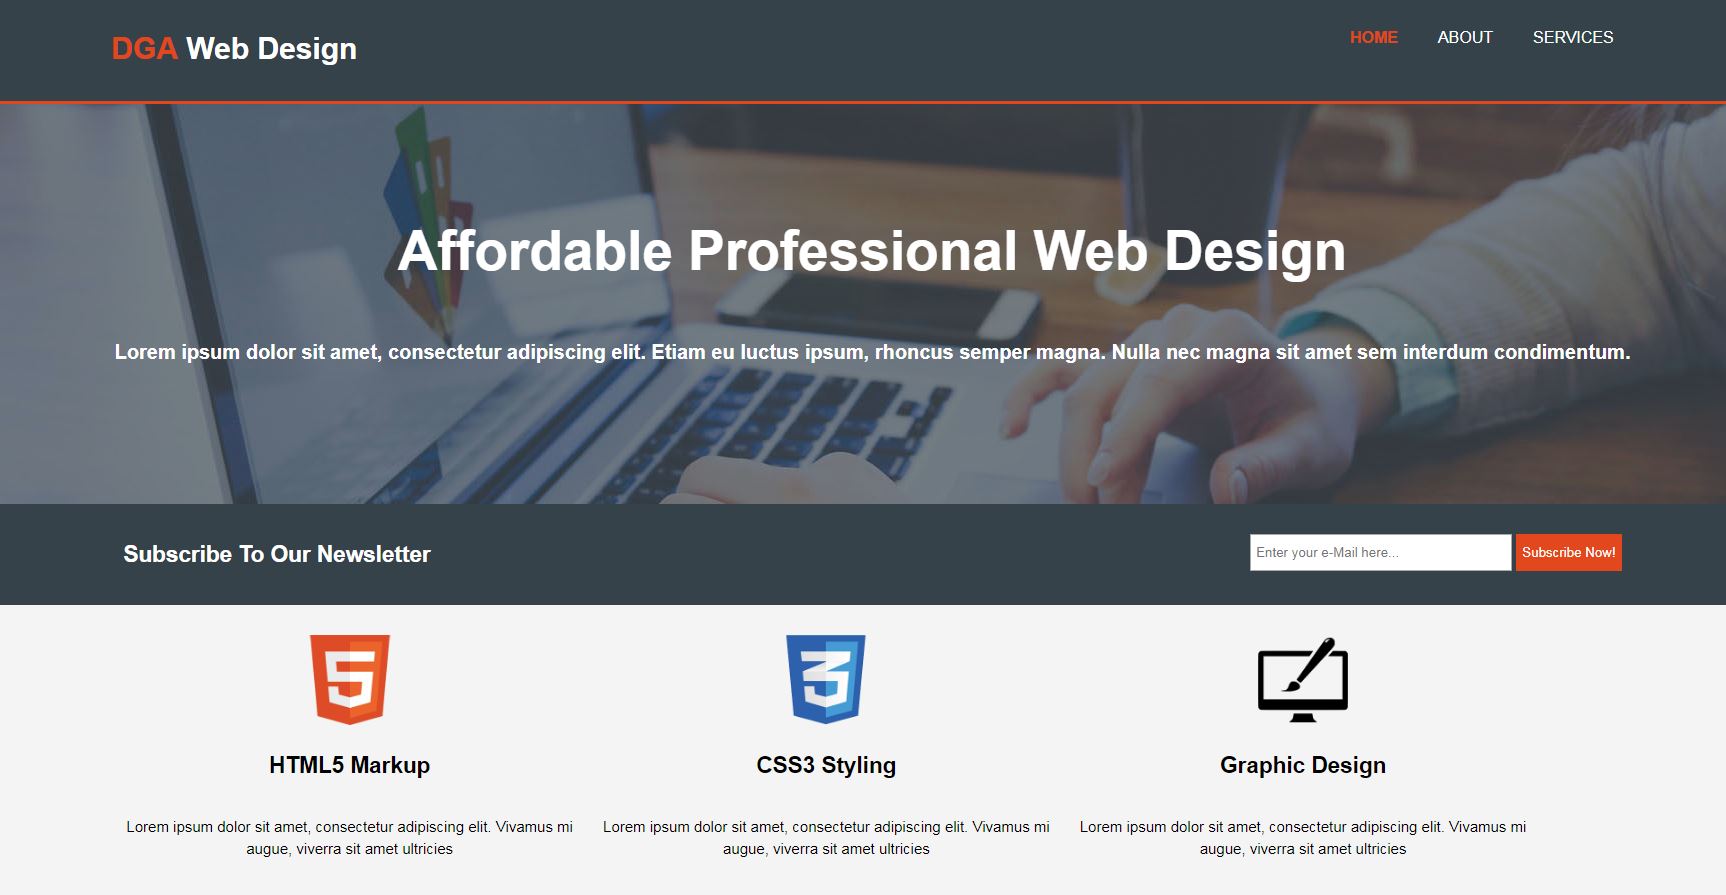 DGA Web Design
HOME ABOUT SERVICES
Affordable Professional Web Design
Lorem ipsum dolor sit amet, consectetur adipiscing elit. Etiam eu luctus ipsum, rhoncus semper magna. Nulla nec magna sit amet sem interdum condimentum.
Subscribe To Our Newsletter
Enter your e-Mail here...
Subscribe Now!
HTML5 Markup
Lorem ipsum dolor sit amet, consectetur adipiscing elit. Vivamus mi
augue, viverra sit amet ultricies
CSS3 Styling
Lorem ipsum dolor sit amet, consectetur adipiscing elit. Vivamus mi
augue, viverra sit amet ultricies
Graphic Design
Lorem ipsum dolor sit amet, consectetur adipiscing elit. Vivamus mi
augue, viverra sit amet ultricies